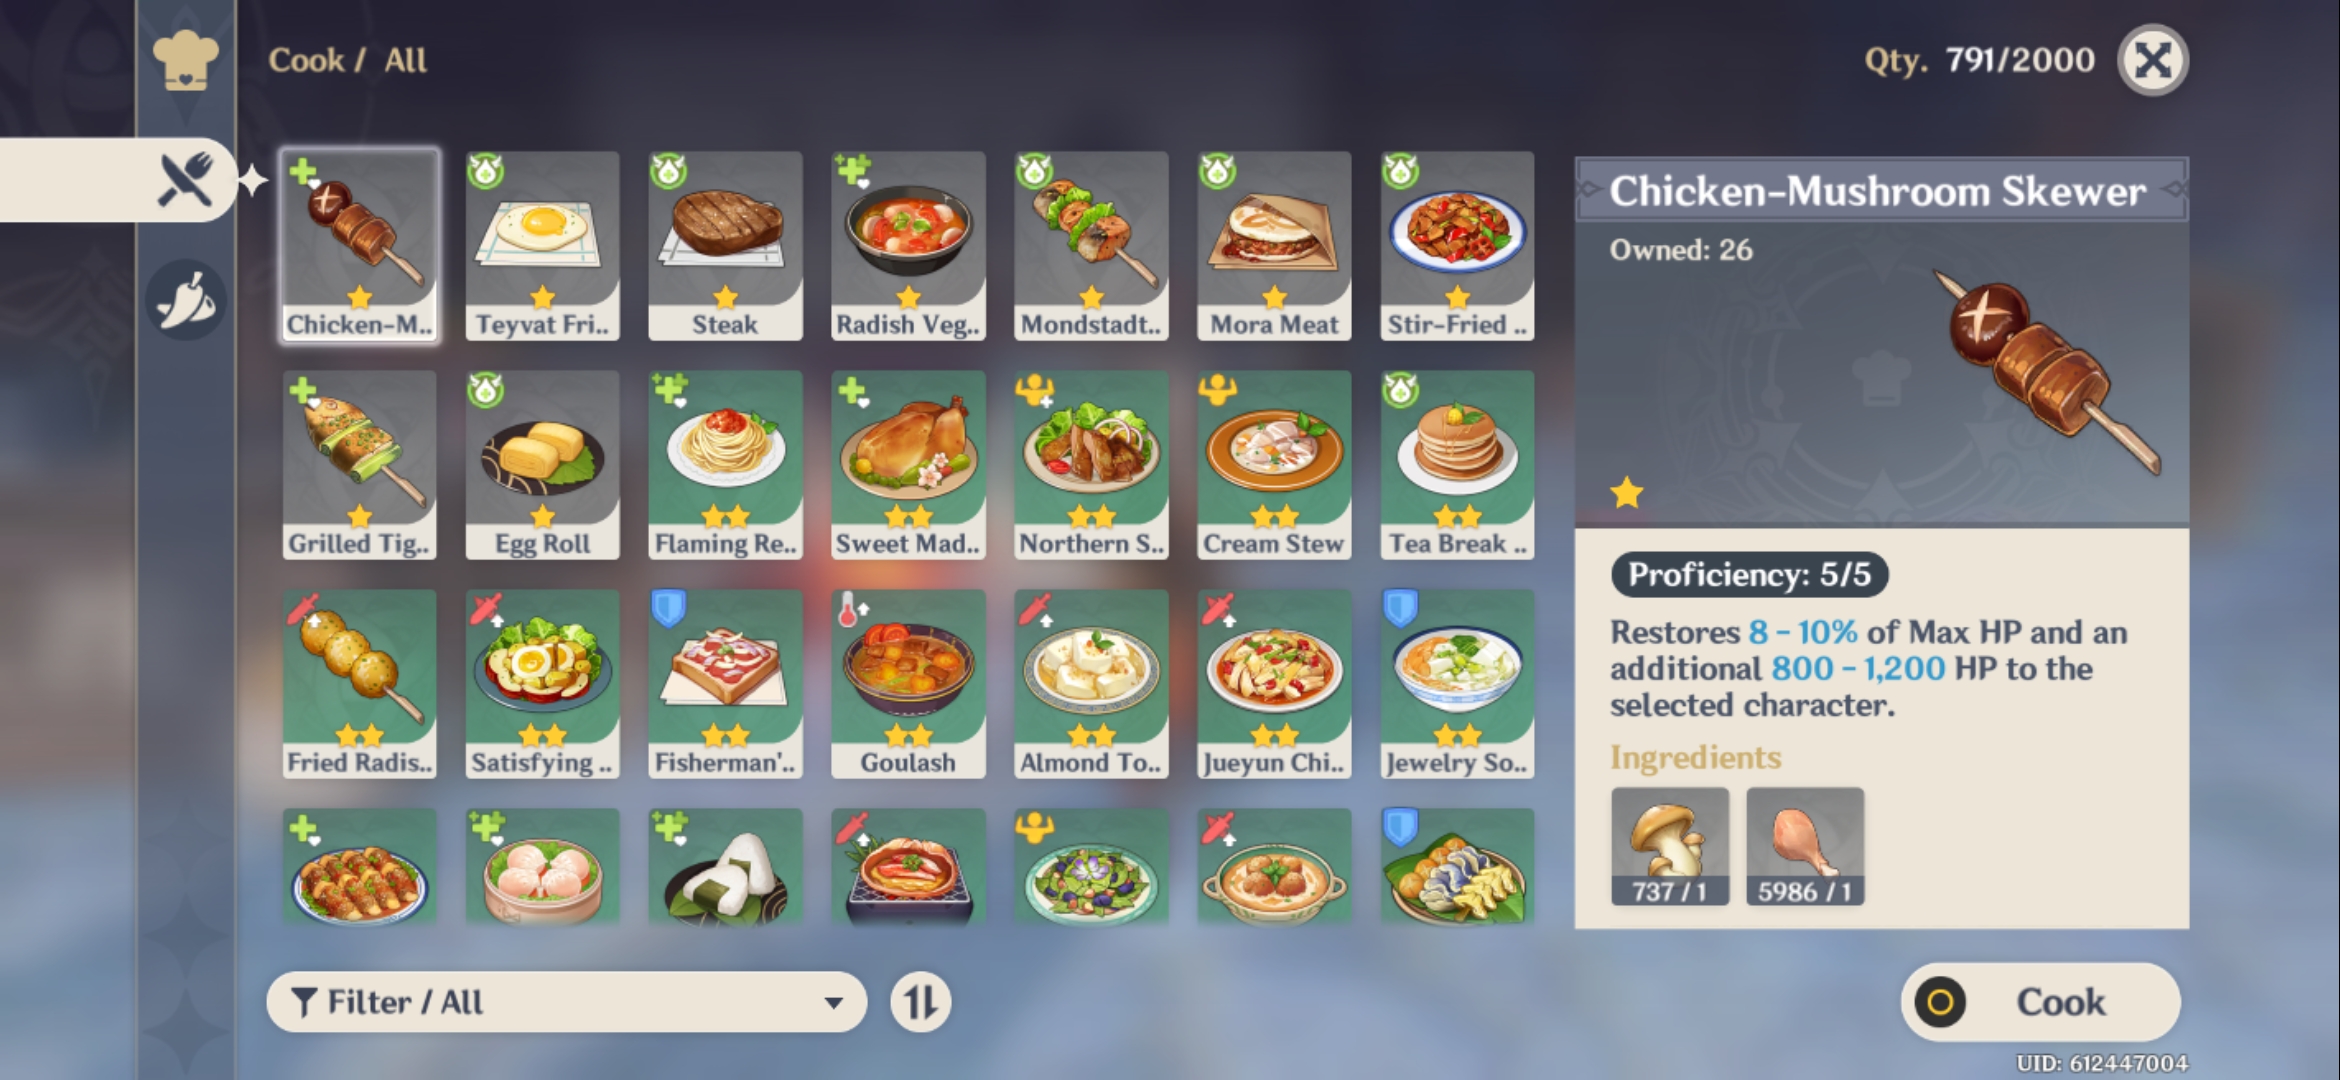 Cook / All
Qty. 791/2000
Chicken-M..
Teyvat Fri..
Steak
Radish Veg..
Mondstadt..
Mora Meat
Stir-Fried ..
Grilled Tig..
Egg Roll
Flaming Re..
Sweet Mad..
Northern S..
Cream Stew
Tea Break ..
Fried Radis..
Satisfying ..
Fisherman'..
Goulash
Almond To..
Jueyun Chi..
Jewelry So..
Filter / All
Chicken-Mushroom Skewer
Owned: 26
Proficiency: 5/5
Restores 8 - 10% of Max HP and an
additional 800 - 1,200 HP to the
selected character.
Ingredients
737 / 1
5986 / 1
Cook
UID: 612447004